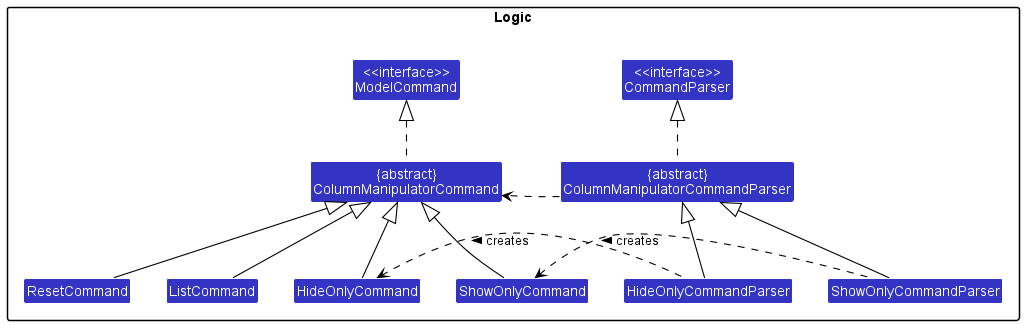 Logic
<<interface>>
ModelCommand
<<interface>>
CommandParser
{abstract}
ColumnManipulatorCommand
{abstract}
ColumnManipulatorCommandParser
creates
creates
ResetCommand
ListCommand
HideOnlyCommand
ShowOnlyCommand
HideOnlyCommandParser
ShowOnlyCommandParser